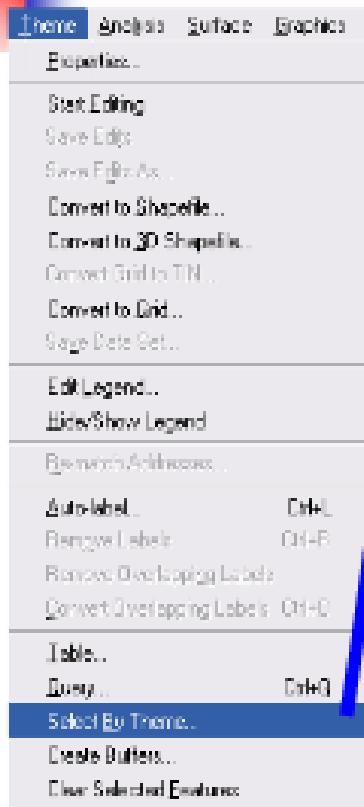 Theme Analysis Surface Graphics
Properties...
Start Editing
Save Edits
Save Edits As...
Convert to Shapefile...
Convert to 3D Shapefile...
Convert Grid to TIN...
Convert to Grid...
Save Data Set...
Edit Legend...
Hide/Show Legend
Re-match Addresses...
Auto-label... Ctrl+L
Remove Labels Ctrl+R
Remove Overlapping Labels
Convert Overlapping Labels Ctrl+O
Table...
Query... Ctrl+Q
Select By Theme...
Create Buffers...
Clear Selected Features